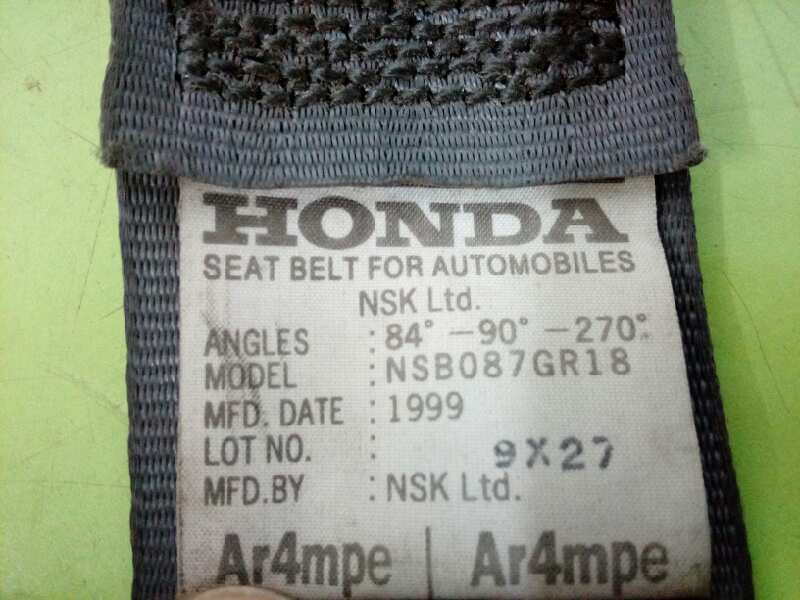 HONDA
SEAT BELT FOR AUTOMOBILES
NSK Ltd.
ANGLES : 84° -90° -270°
MODEL : NSB087GR18
MFD. DATE : 1999
LOT NO. : 9X27
MFD.BY : NSK Ltd.
Ar4mpe | Ar4mpe